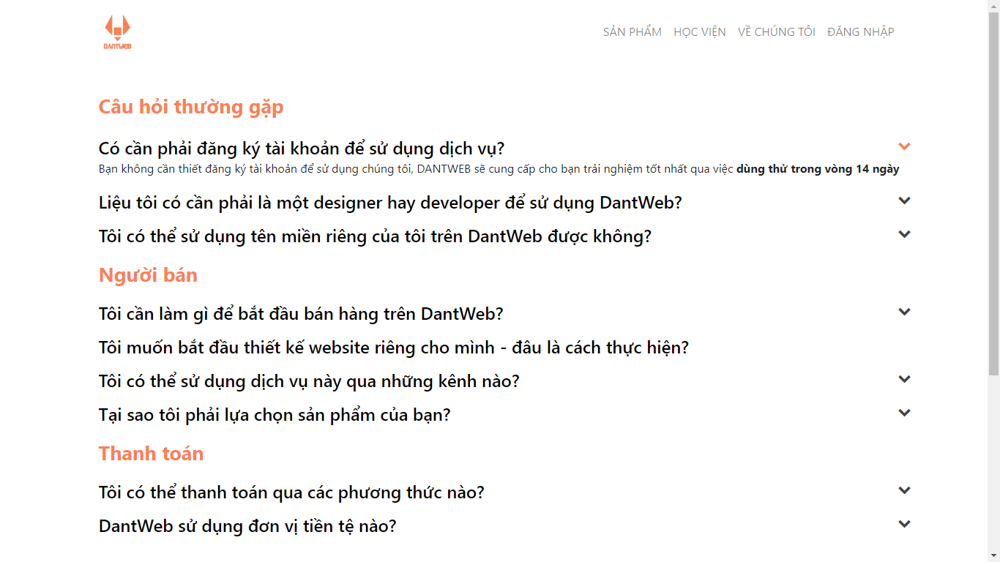 DANTWEB
SẢN PHẨM HỌC VIỆN VỀ CHÚNG TÔI ĐĂNG NHẬP
Câu hỏi thường gặp
Có cần phải đăng ký tài khoản để sử dụng dịch vụ?
Bạn không cần thiết đăng ký tài khoản để sử dụng chúng tôi, DANTWEB sẽ cung cấp cho bạn trải nghiệm tốt nhất qua việc dùng thử trong vòng 14 ngày
Liệu tôi có cần phải là một designer hay developer để sử dụng DantWeb?
Tôi có thể sử dụng tên miền riêng của tôi trên DantWeb được không?
Người bán
Tôi cần làm gì để bắt đầu bán hàng trên DantWeb?
Tôi muốn bắt đầu thiết kế website riêng cho mình - đâu là cách thực hiện?
Tôi có thể sử dụng dịch vụ này qua những kênh nào?
Tại sao tôi phải lựa chọn sản phẩm của bạn?
Thanh toán
Tôi có thể thanh toán qua các phương thức nào?
DantWeb sử dụng đơn vị tiền tệ nào?